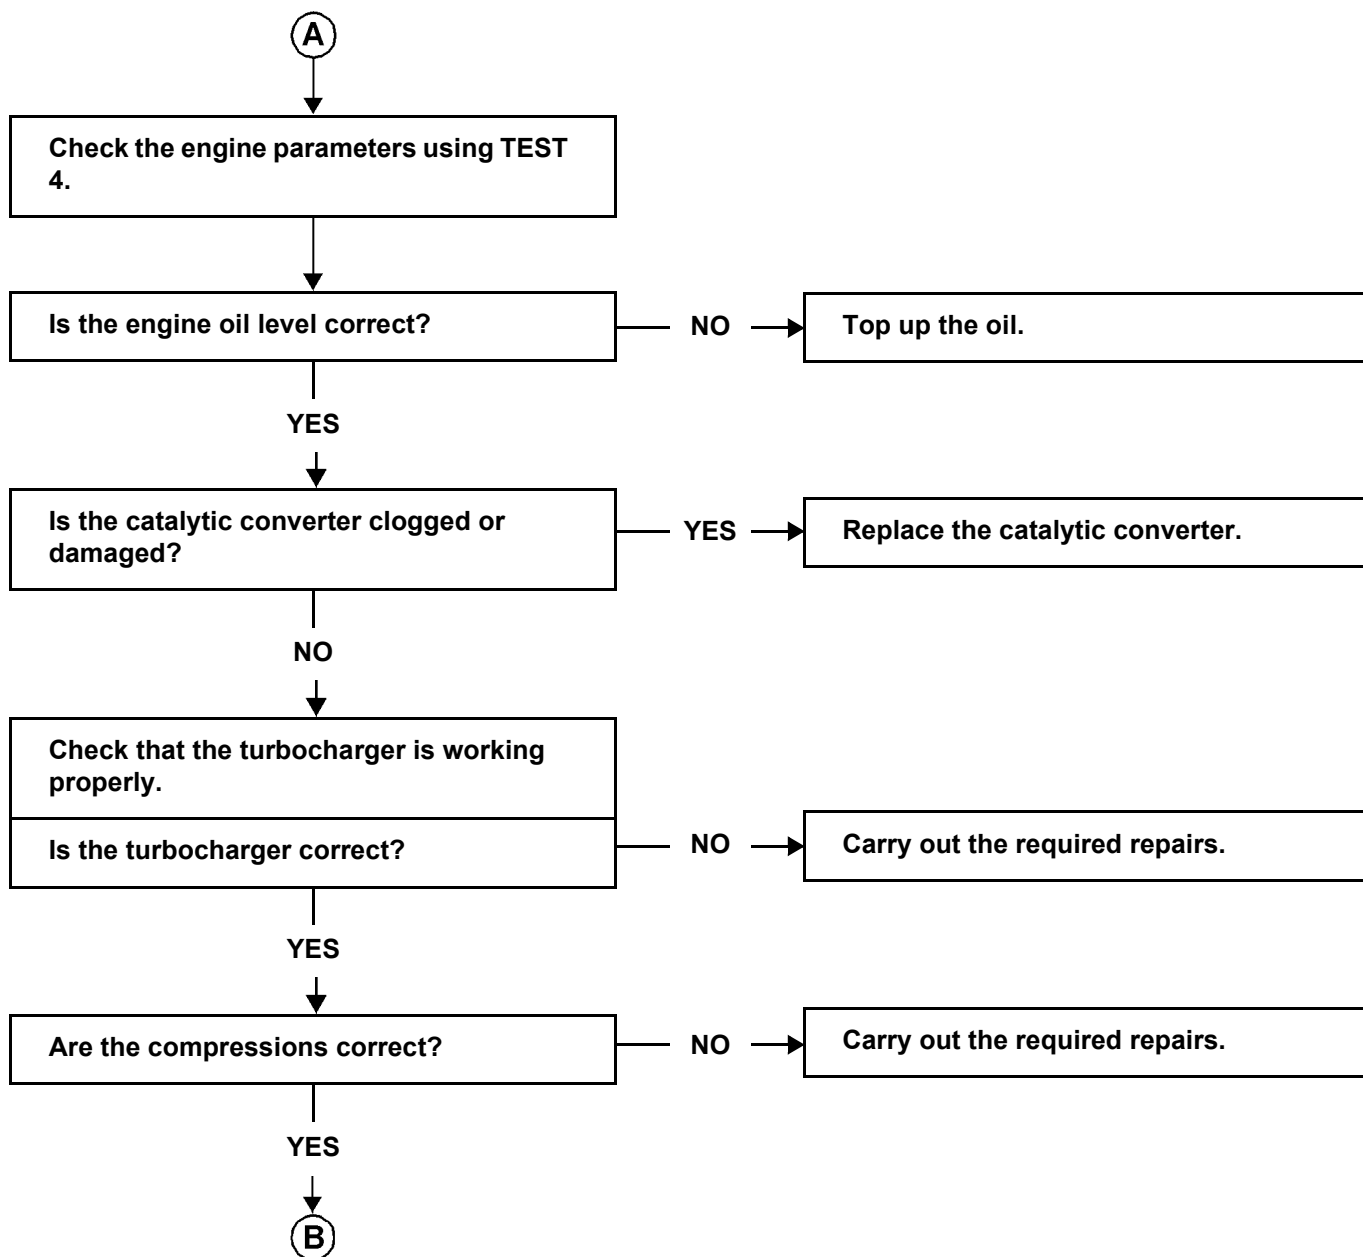 A
Check the engine parameters using TEST
4.
Is the engine oil level correct?
NO
Top up the oil.
YES
Is the catalytic converter clogged or
damaged?
YES
Replace the catalytic converter.
NO
Check that the turbocharger is working
properly.
Is the turbocharger correct?
NO
Carry out the required repairs.
YES
Are the compressions correct?
NO
Carry out the required repairs.
YES
B